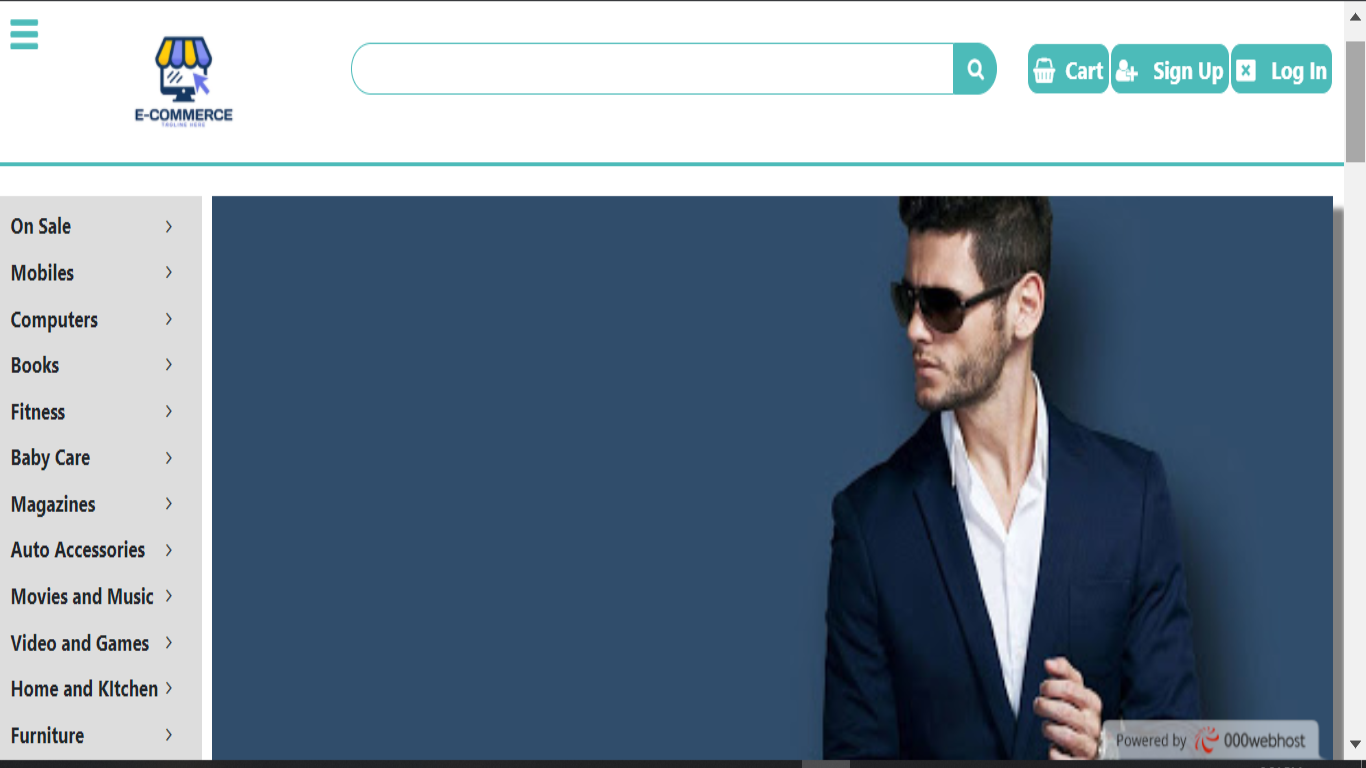 E-COMMERCE
TAGLINE HERE
Cart
Sign Up
Log In
On Sale
Mobiles
Computers
Books
Fitness
Baby Care
Magazines
Auto Accessories
Movies and Music
Video and Games
Home and KItchen
Furniture
Powered by 000webhost